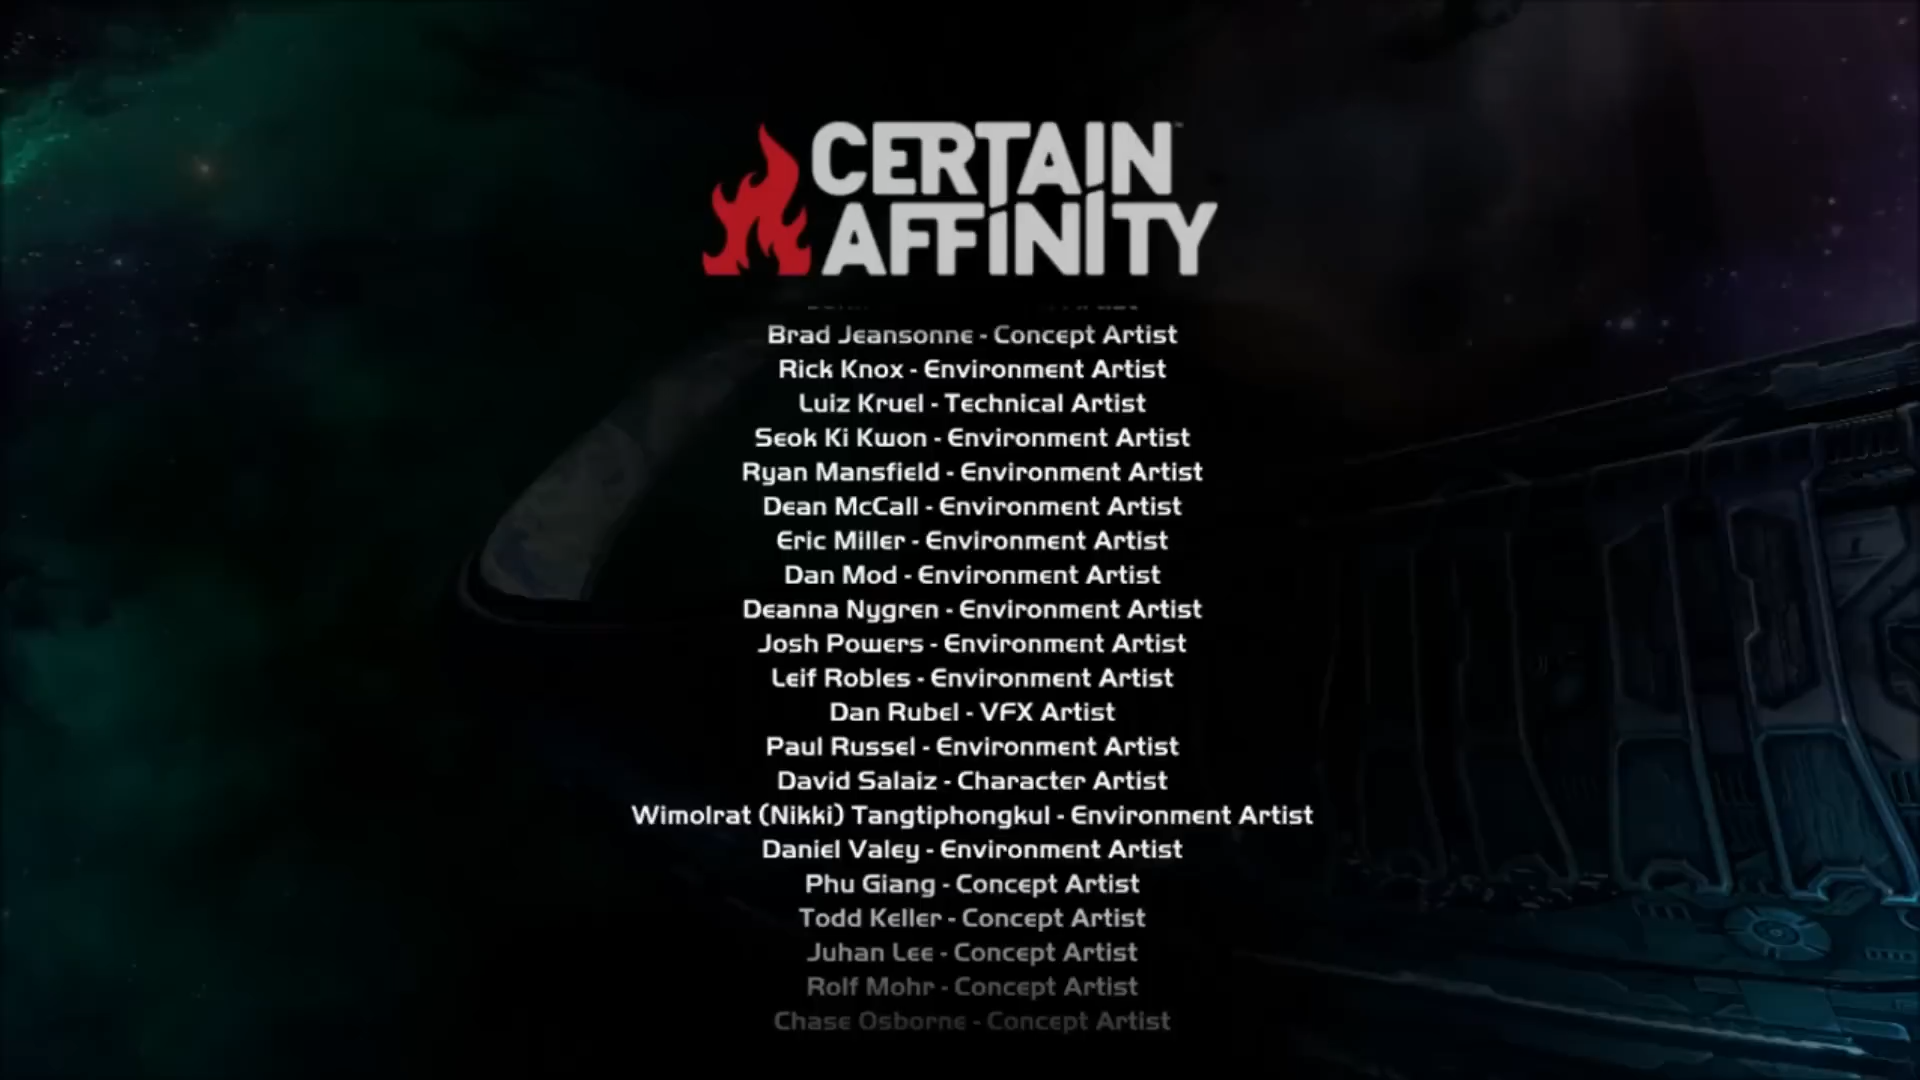 CERTAIN
AFFINITY
Brad Jeansonne - Concept Artist
Rick Knox - Environment Artist
Luiz Kruel - Technical Artist
Seok Ki Kwon - Environment Artist
Ryan Mansfield - Environment Artist
Dean McCall - Environment Artist
Eric Miller - Environment Artist
Dan Mod - Environment Artist
Deanna Nygren - Environment Artist
Josh Powers - Environment Artist
Leif Robles - Environment Artist
Dan Rubel - VFX Artist
Paul Russel - Environment Artist
David Salaiz - Character Artist
Wimolrat (Nikki) Tangtiphongkul - Environment Artist
Daniel Valey - Environment Artist
Phu Giang - Concept Artist
Todd Keller - Concept Artist
Juhan Lee - Concept Artist
Rolf Mohr - Concept Artist
Chase Osborne - Concept Artist